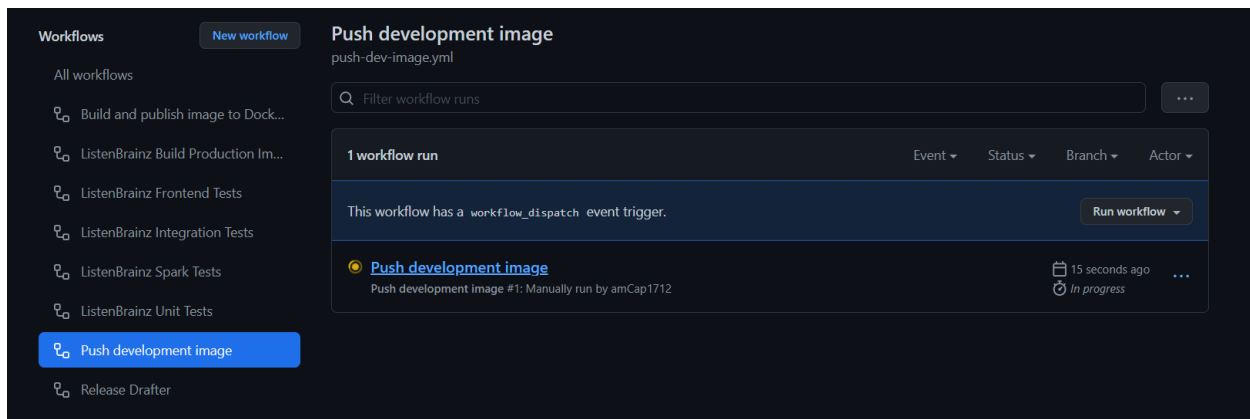 Workflows
New workflow
All workflows
Build and publish image to Dock...
ListenBrainz Build Production Im...
ListenBrainz Frontend Tests
ListenBrainz Integration Tests
ListenBrainz Spark Tests
ListenBrainz Unit Tests
Push development image
Release Drafter
Push development image
push-dev-image.yml
Filter workflow runs
...
1 workflow run
Event
Status
Branch
Actor
This workflow has a workflow_dispatch event trigger.
Run workflow
Push development image
Push development image #1: Manually run by amCap1712
15 seconds ago
In progress
...